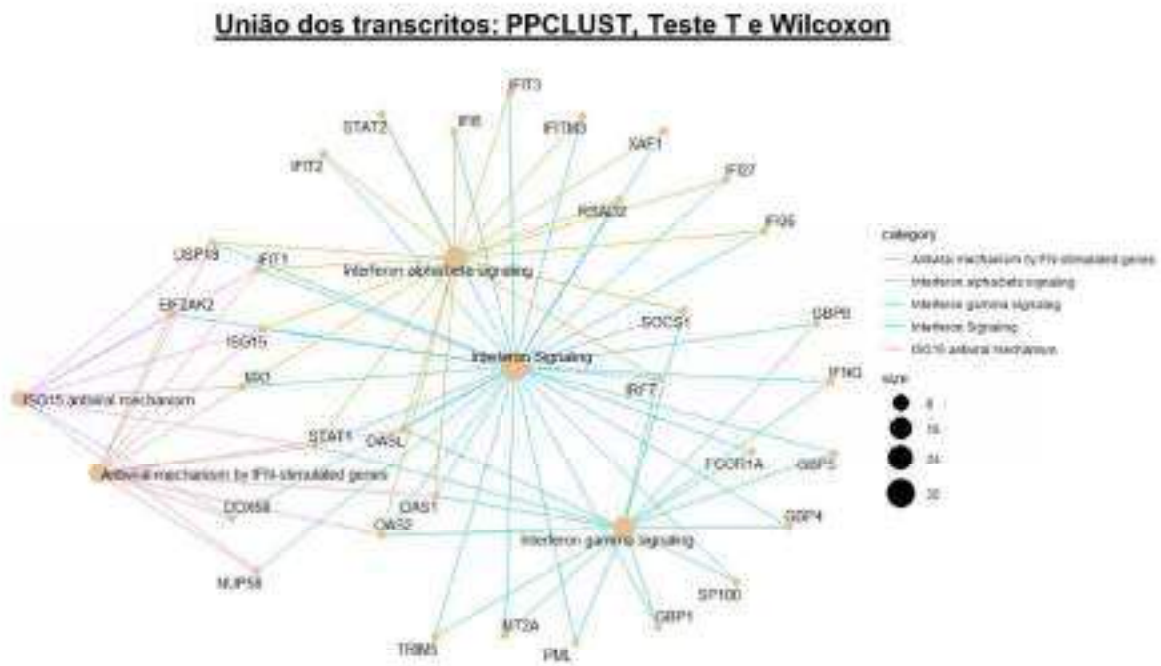 União dos transcritos: PPCLUST, Teste T e Wilcoxon
IFIT3
STAT2
IFI6
IFITM3
XAF1
IFIT2
IFI27
RSAD2
IFI35
USP18
IFIT1
Interferon alpha/beta signaling
EIF2AK2
ISG15
SOCS1
GBP6
Interferon Signaling
MX1
IRF7
IFNG
ISG15 antiviral mechanism
STAT1
OASL
FCGR1A
GBP5
Antiviral mechanism by IFN-stimulated genes
DDX58
OAS1
OAS2
GBP4
Interferon gamma signaling
NUP58
SP100
GBP1
TRIM5
MT2A
PML
category
Antiviral mechanism by IFN-stimulated genes
Interferon alpha/beta signaling
Interferon gamma signaling
Interferon Signaling
ISG15 antiviral mechanism
size
16
24